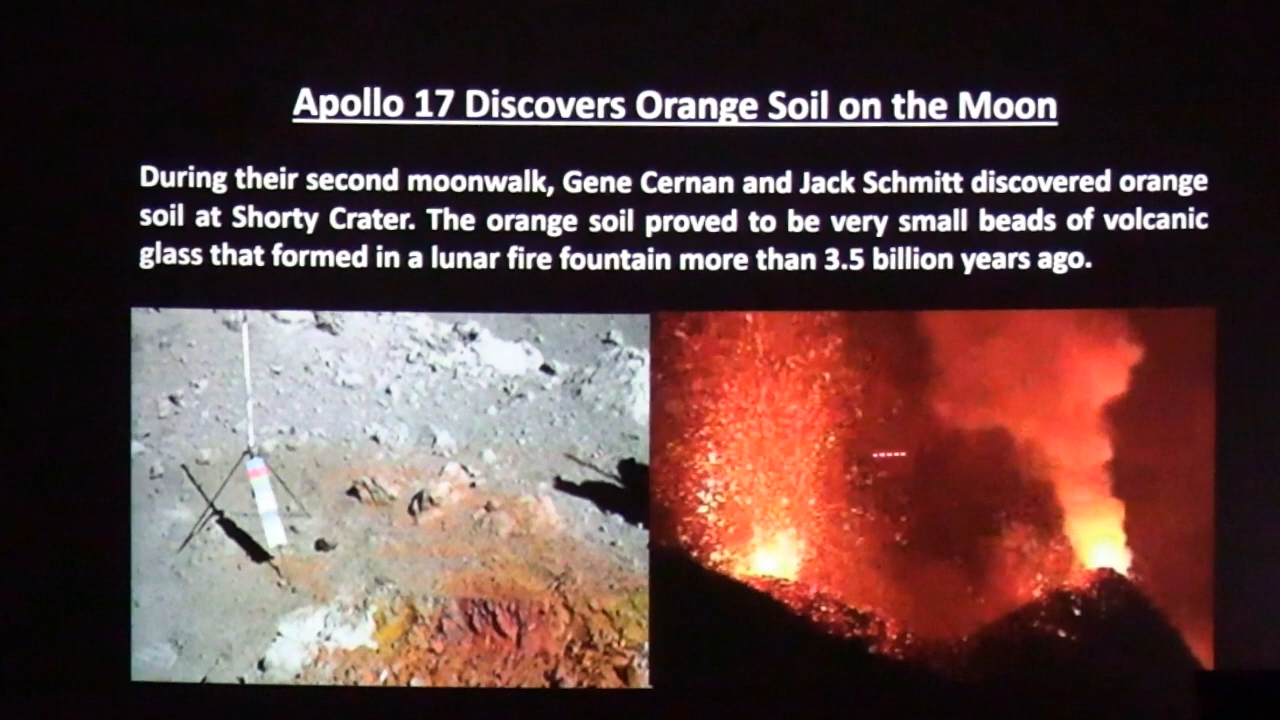 Apollo 17 Discovers Orange Soil on the Moon
During their second moonwalk, Gene Cernan and Jack Schmitt discovered orange
soil at Shorty Crater. The orange soil proved to be very small beads of volcanic
glass that formed in a lunar fire fountain more than 3.5 billion years ago.